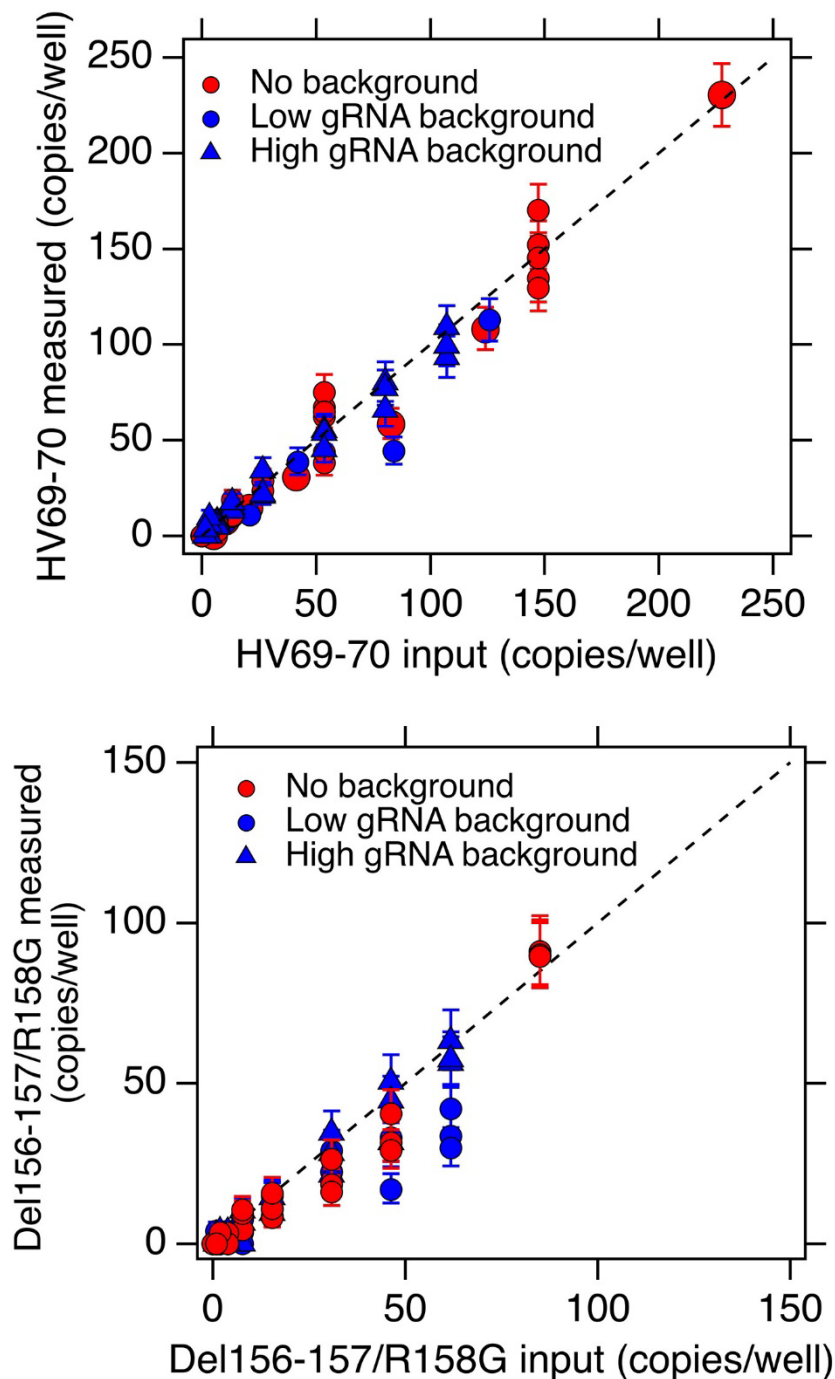 HV69-70 measured (copies/well)
250
200
150
100
50
0
No background
Low gRNA background
High gRNA background
0 50 100 150 200 250
HV69-70 input (copies/well)
Del156-157/R158G measured
(copies/well)
150
100
50
0
No background
Low gRNA background
High gRNA background
0 50 100 150
Del156-157/R158G input (copies/well)